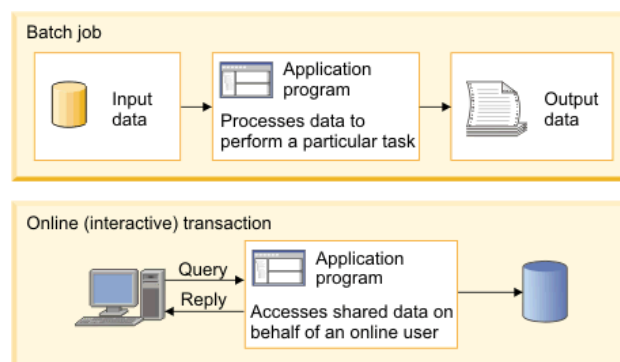 Batch job
Input
data
Application
program
Processes data to
perform a particular task
Output
data
Online (interactive) transaction
Query
Reply
Application
program
Accesses shared data on
behalf of an online user